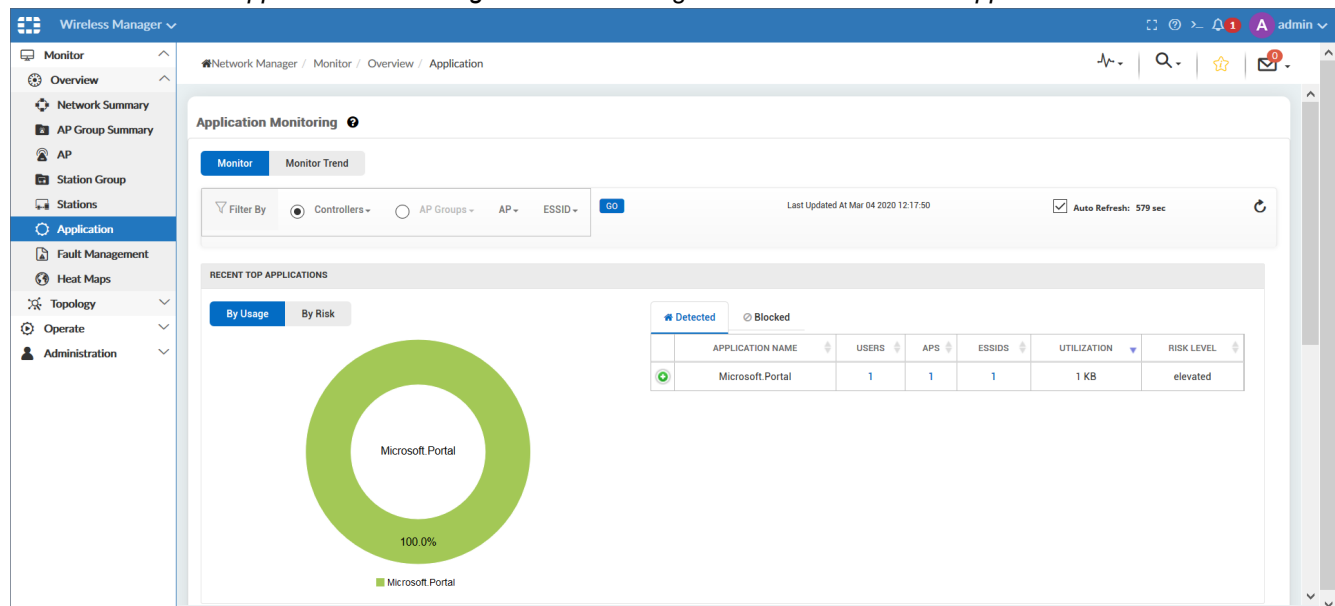 Wireless Manager
1
A
admin
Monitor
Overview
Network Summary
AP Group Summary
AP
Station Group
Stations
Application
Fault Management
Heat Maps
Topology
Operate
Administration
Network Manager / Monitor / Overview / Application
0
Application Monitoring
Monitor
Monitor Trend
Filter By
Controllers
AP Groups
AP
ESSID
GO
Last Updated At Mar 04 2020 12:17:50
Auto Refresh: 579 sec
RECENT TOP APPLICATIONS
By Usage
By Risk
Microsoft.Portal
100.0%
Microsoft.Portal
Detected
Blocked
APPLICATION NAME USERS APS ESSIDS UTILIZATION RISK LEVEL
Microsoft.Portal 1 1 1 1 KB elevated